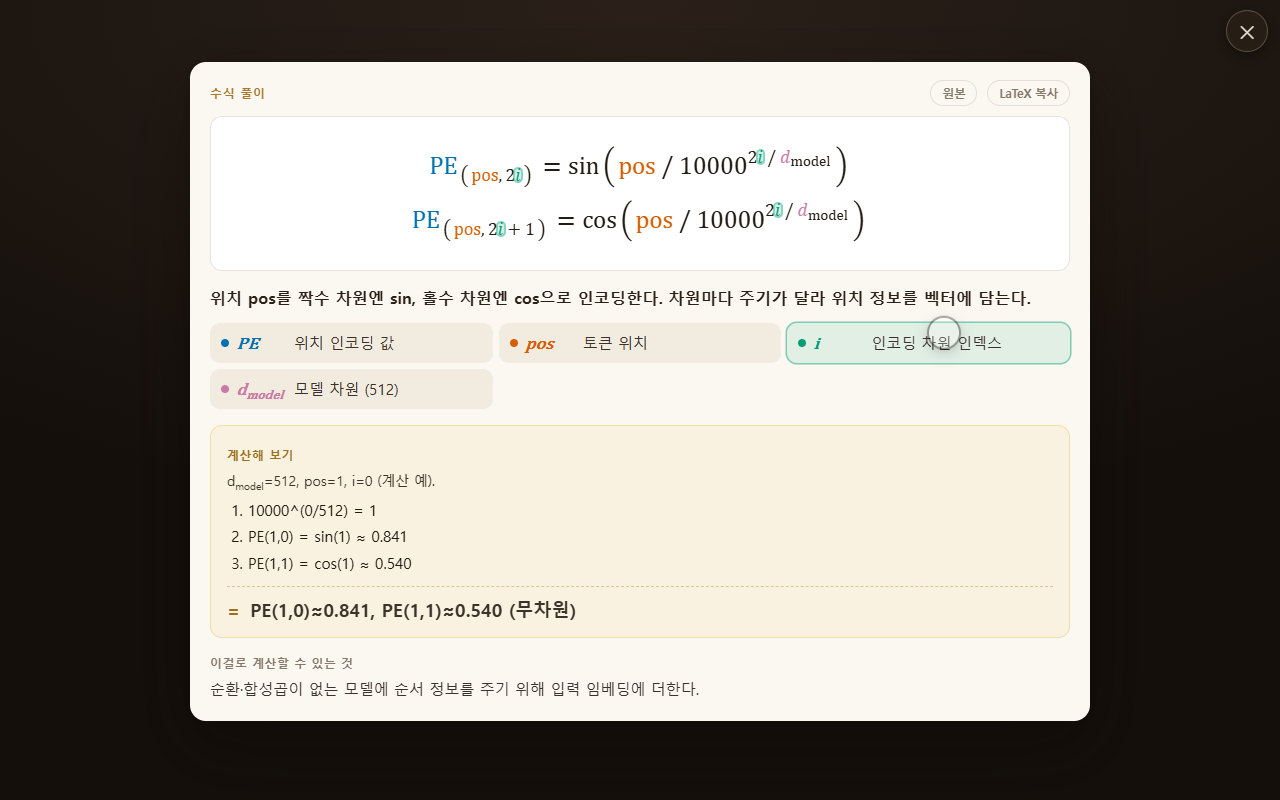 수식 풀이
원본
LaTeX 복사
PE(pos, 2i) = sin(pos / 10000^2i / d_model)
PE(pos, 2i + 1) = cos(pos / 10000^2i / d_model)
위치 pos를 짝수 차원엔 sin, 홀수 차원엔 cos으로 인코딩한다. 차원마다 주기가 달라 위치 정보를 벡터에 담는다.
PE 위치 인코딩 값
pos 토큰 위치
i 인코딩 차원 인덱스
d_model 모델 차원 (512)
계산해 보기
d_model=512, pos=1, i=0 (계산 예).
1. 10000^(0/512) = 1
2. PE(1,0) = sin(1) ≈ 0.841
3. PE(1,1) = cos(1) ≈ 0.540
= PE(1,0)≈0.841, PE(1,1)≈0.540 (무차원)
이걸로 계산할 수 있는 것
순환·합성곱이 없는 모델에 순서 정보를 주기 위해 입력 임베딩에 더한다.